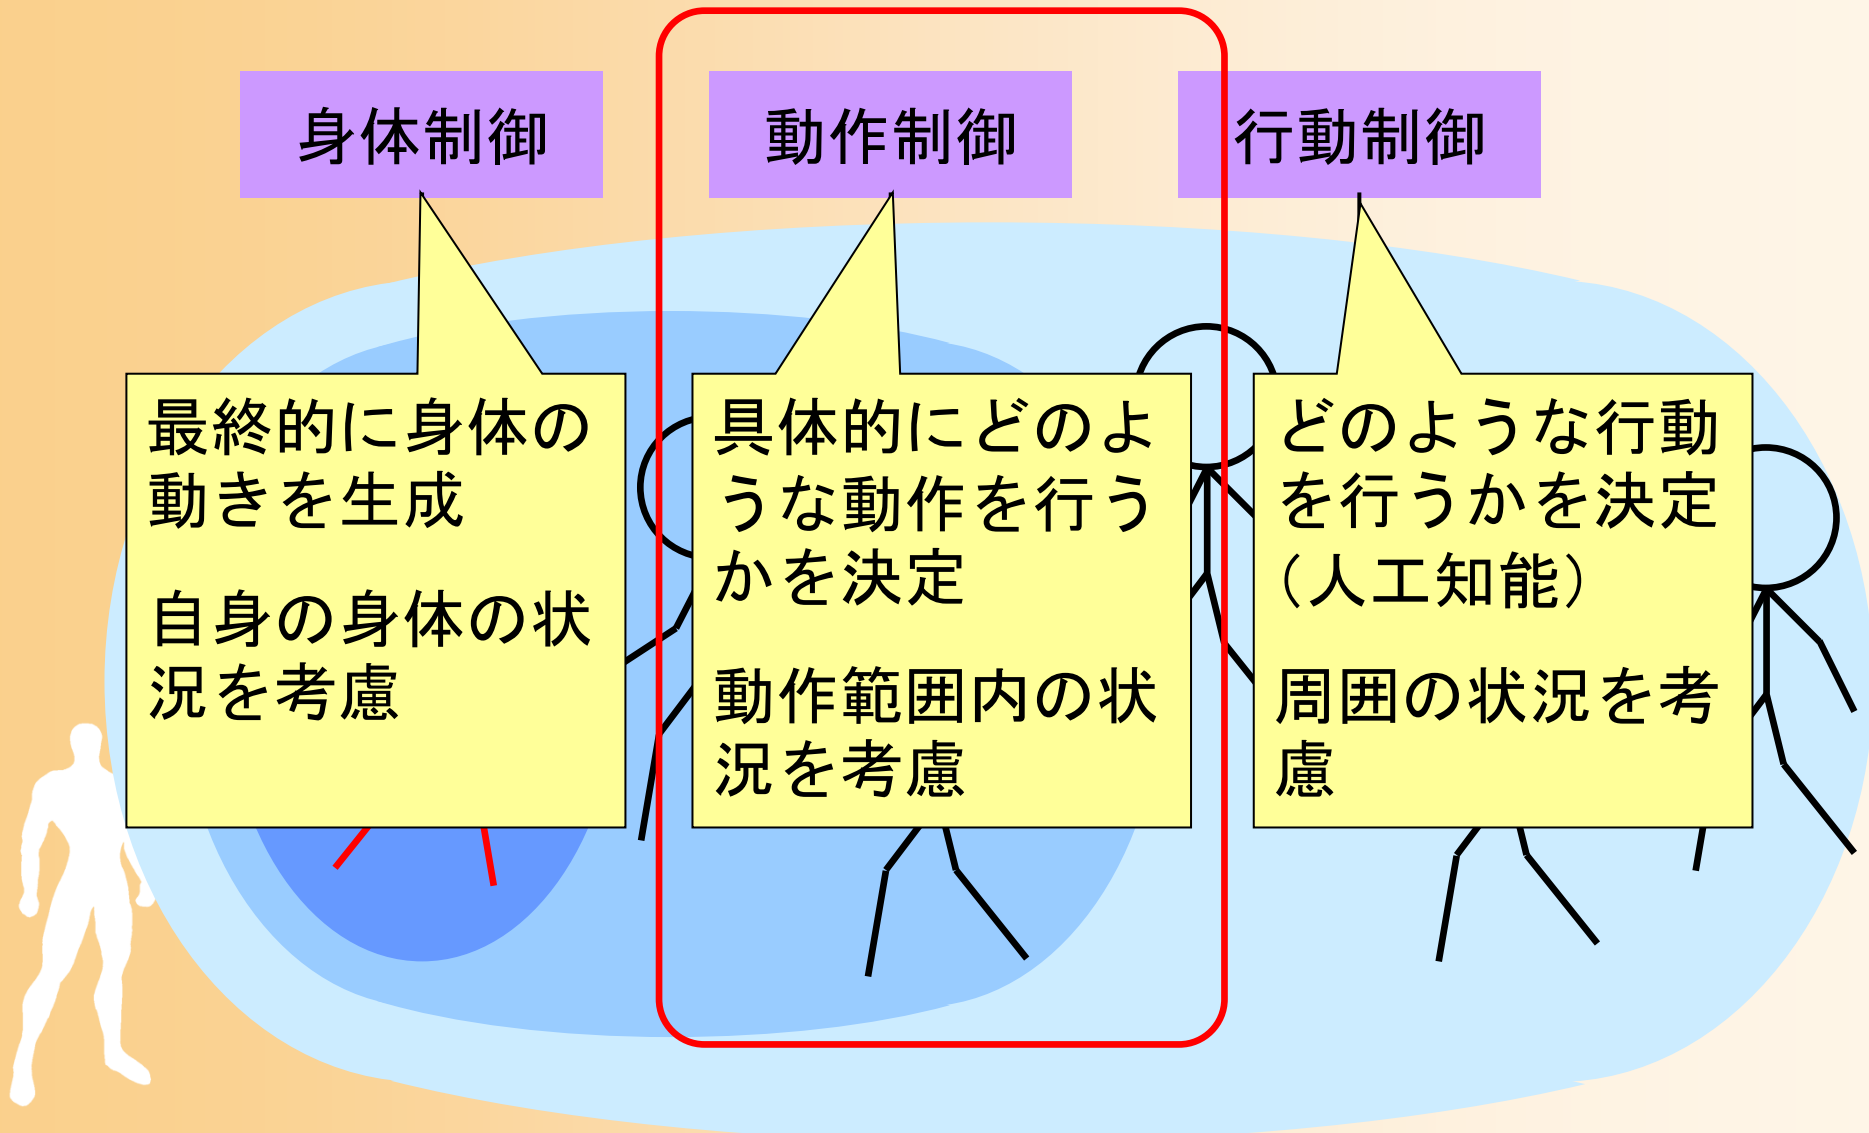 身体制御
動作制御
行動制御
最終的に身体の
動きを生成
自身の身体の状
況を考慮
具体的にどのよ
うな動作を行う
かを決定
動作範囲内の状
況を考慮
どのような行動
を行うかを決定
（人工知能）
周囲の状況を考
慮